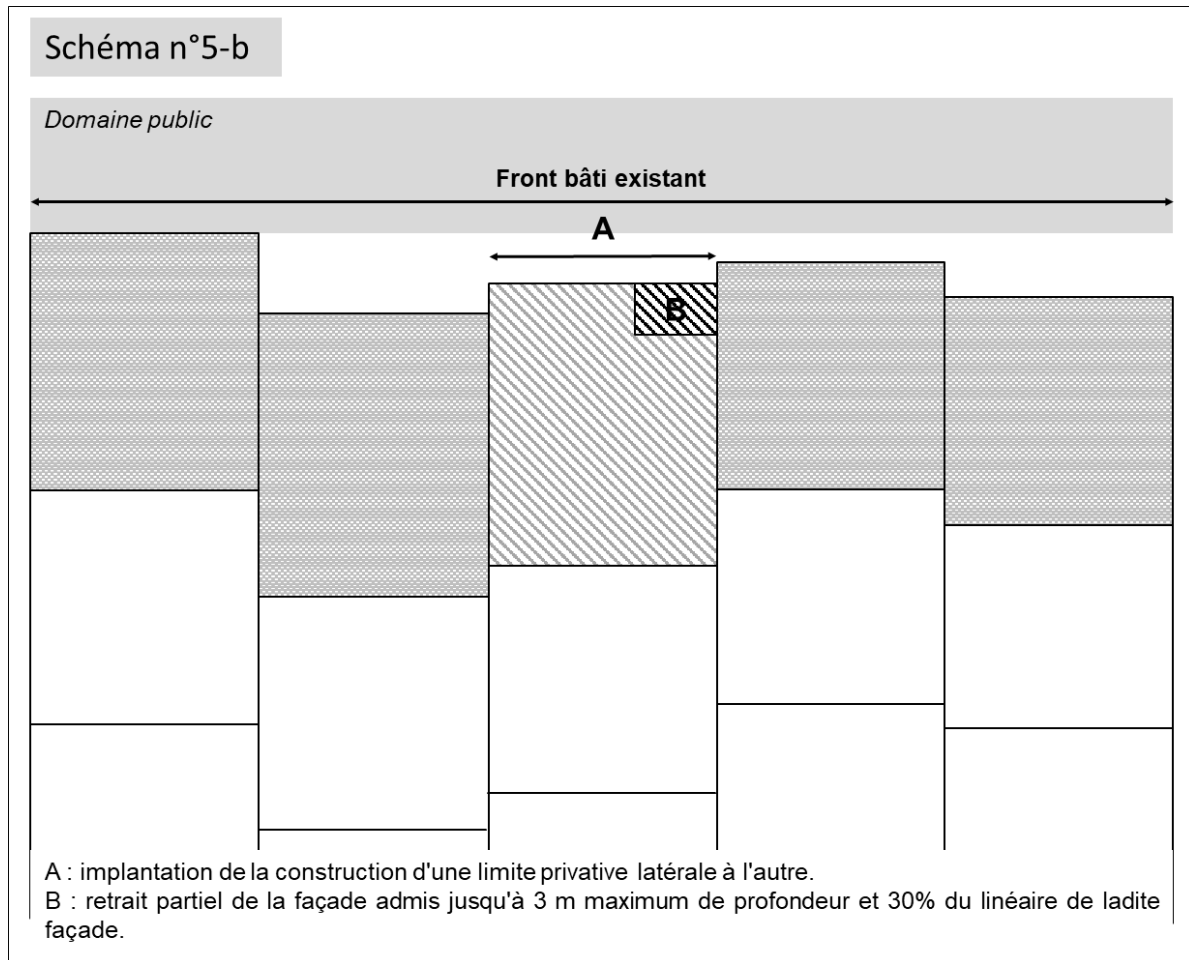 Schéma n°5-b
Domaine public
Front bâti existant
A
B
A : implantation de la construction d'une limite privative latérale à l'autre.
B : retrait partiel de la façade admis jusqu'à 3 m maximum de profondeur et 30% du linéaire de ladite
façade.